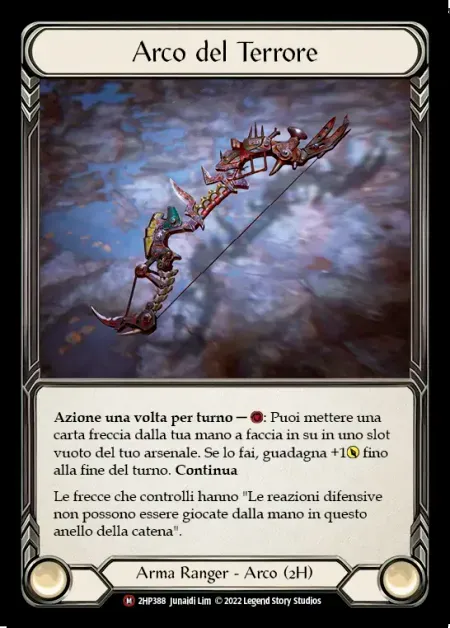 Arco del Terrore
Azione una volta per turno — : Puoi mettere una
carta freccia dalla tua mano a faccia in su in uno slot
vuoto del tuo arsenale. Se lo fai, guadagna +1 fino
alla fine del turno. Continua
Le frecce che controlli hanno "Le reazioni difensive
non possono essere giocate dalla mano in questo
anello della catena".
Arma Ranger - Arco (2H)
M 2HP388 Junaidi Lim © 2022 Legend Story Studios